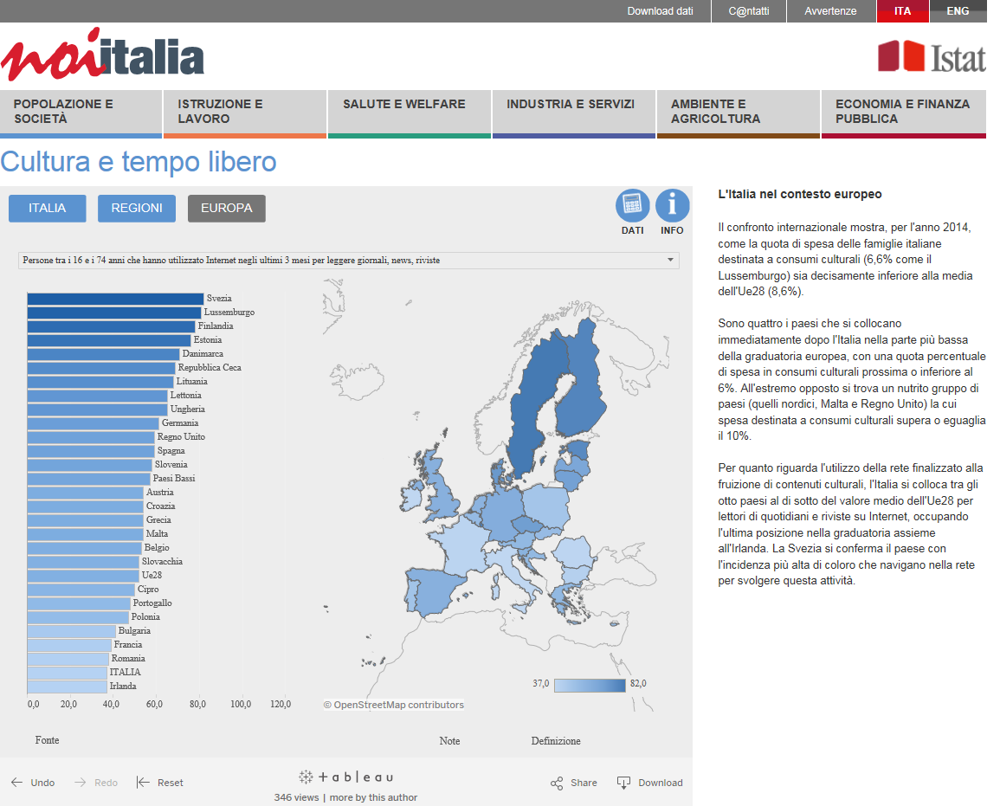 Download dati
C@ntatti
Avvertenze
ITA
ENG
noiitalia
Istat
POPOLAZIONE E
SOCIETÀ
ISTRUZIONE E
LAVORO
SALUTE E WELFARE
INDUSTRIA E SERVIZI
AMBIENTE E
AGRICOLTURA
ECONOMIA E FINANZA
PUBBLICA
Cultura e tempo libero
ITALIA
REGIONI
EUROPA
DATI
INFO
Persone tra i 16 e i 74 anni che hanno utilizzato Internet negli ultimi 3 mesi per leggere giornali, news, riviste
Svezia
Lussemburgo
Finlandia
Estonia
Danimarca
Repubblica Ceca
Lituania
Lettonia
Ungheria
Germania
Regno Unito
Spagna
Slovenia
Paesi Bassi
Austria
Croazia
Grecia
Malta
Belgio
Slovacchia
Ue28
Cipro
Portogallo
Polonia
Bulgaria
Francia
Romania
ITALIA
Irlanda
0,0 20,0 40,0 60,0 80,0 100,0 120,0
37,0 82,0
© OpenStreetMap contributors
Fonte
Note
Definizione
Undo
Redo
Reset
+ a b l e a u
346 views | more by this author
Share
Download
L'Italia nel contesto europeo
Il confronto internazionale mostra, per l'anno 2014,
come la quota di spesa delle famiglie italiane
destinata a consumi culturali (6,6% come il
Lussemburgo) sia decisamente inferiore alla media
dell'Ue28 (8,6%).
Sono quattro i paesi che si collocano
immediatamente dopo l'Italia nella parte più bassa
della graduatoria europea, con una quota percentuale
di spesa in consumi culturali prossima o inferiore al
6%. All'estremo opposto si trova un nutrito gruppo di
paesi (quelli nordici, Malta e Regno Unito) la cui
spesa destinata a consumi culturali supera o eguaglia
il 10%.
Per quanto riguarda l'utilizzo della rete finalizzato alla
fruizione di contenuti culturali, l'Italia si colloca tra gli
otto paesi al di sotto del valore medio dell'Ue28 per
lettori di quotidiani e riviste su Internet, occupando
l'ultima posizione nella graduatoria assieme
all'Irlanda. La Svezia si conferma il paese con
l'incidenza più alta di coloro che navigano nella rete
per svolgere questa attività.